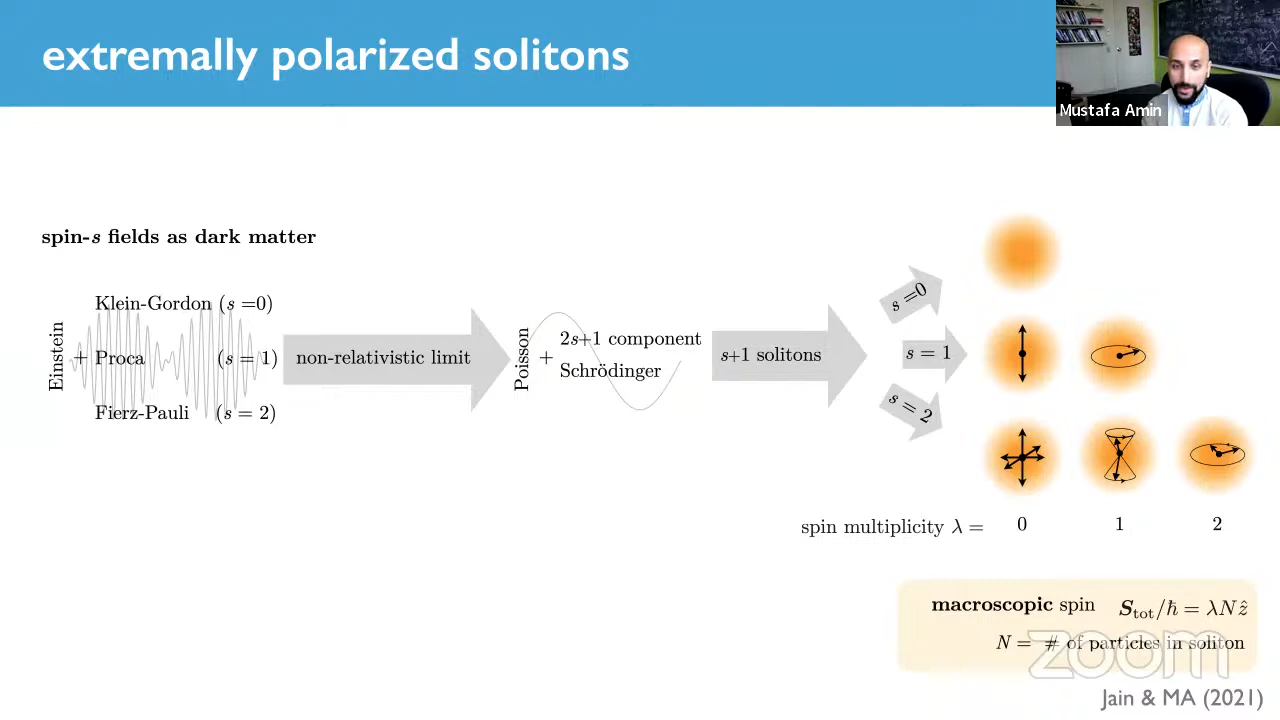 extremally polarized solitons
Mustafa Amin
spin-s fields as dark matter
Einstein
+
Klein-Gordon (s =0)
Proca (s = 1)
Fierz-Pauli (s = 2)
non-relativistic limit
Poisson
+
2s+1 component
Schrödinger
s+1 solitons
s =0
s = 1
s = 2
spin multiplicity λ = 0 1 2
macroscopic spin S_tot/ℏ = λNẑ
N = # of particles in soliton
zoom
Jain & MA (2021)